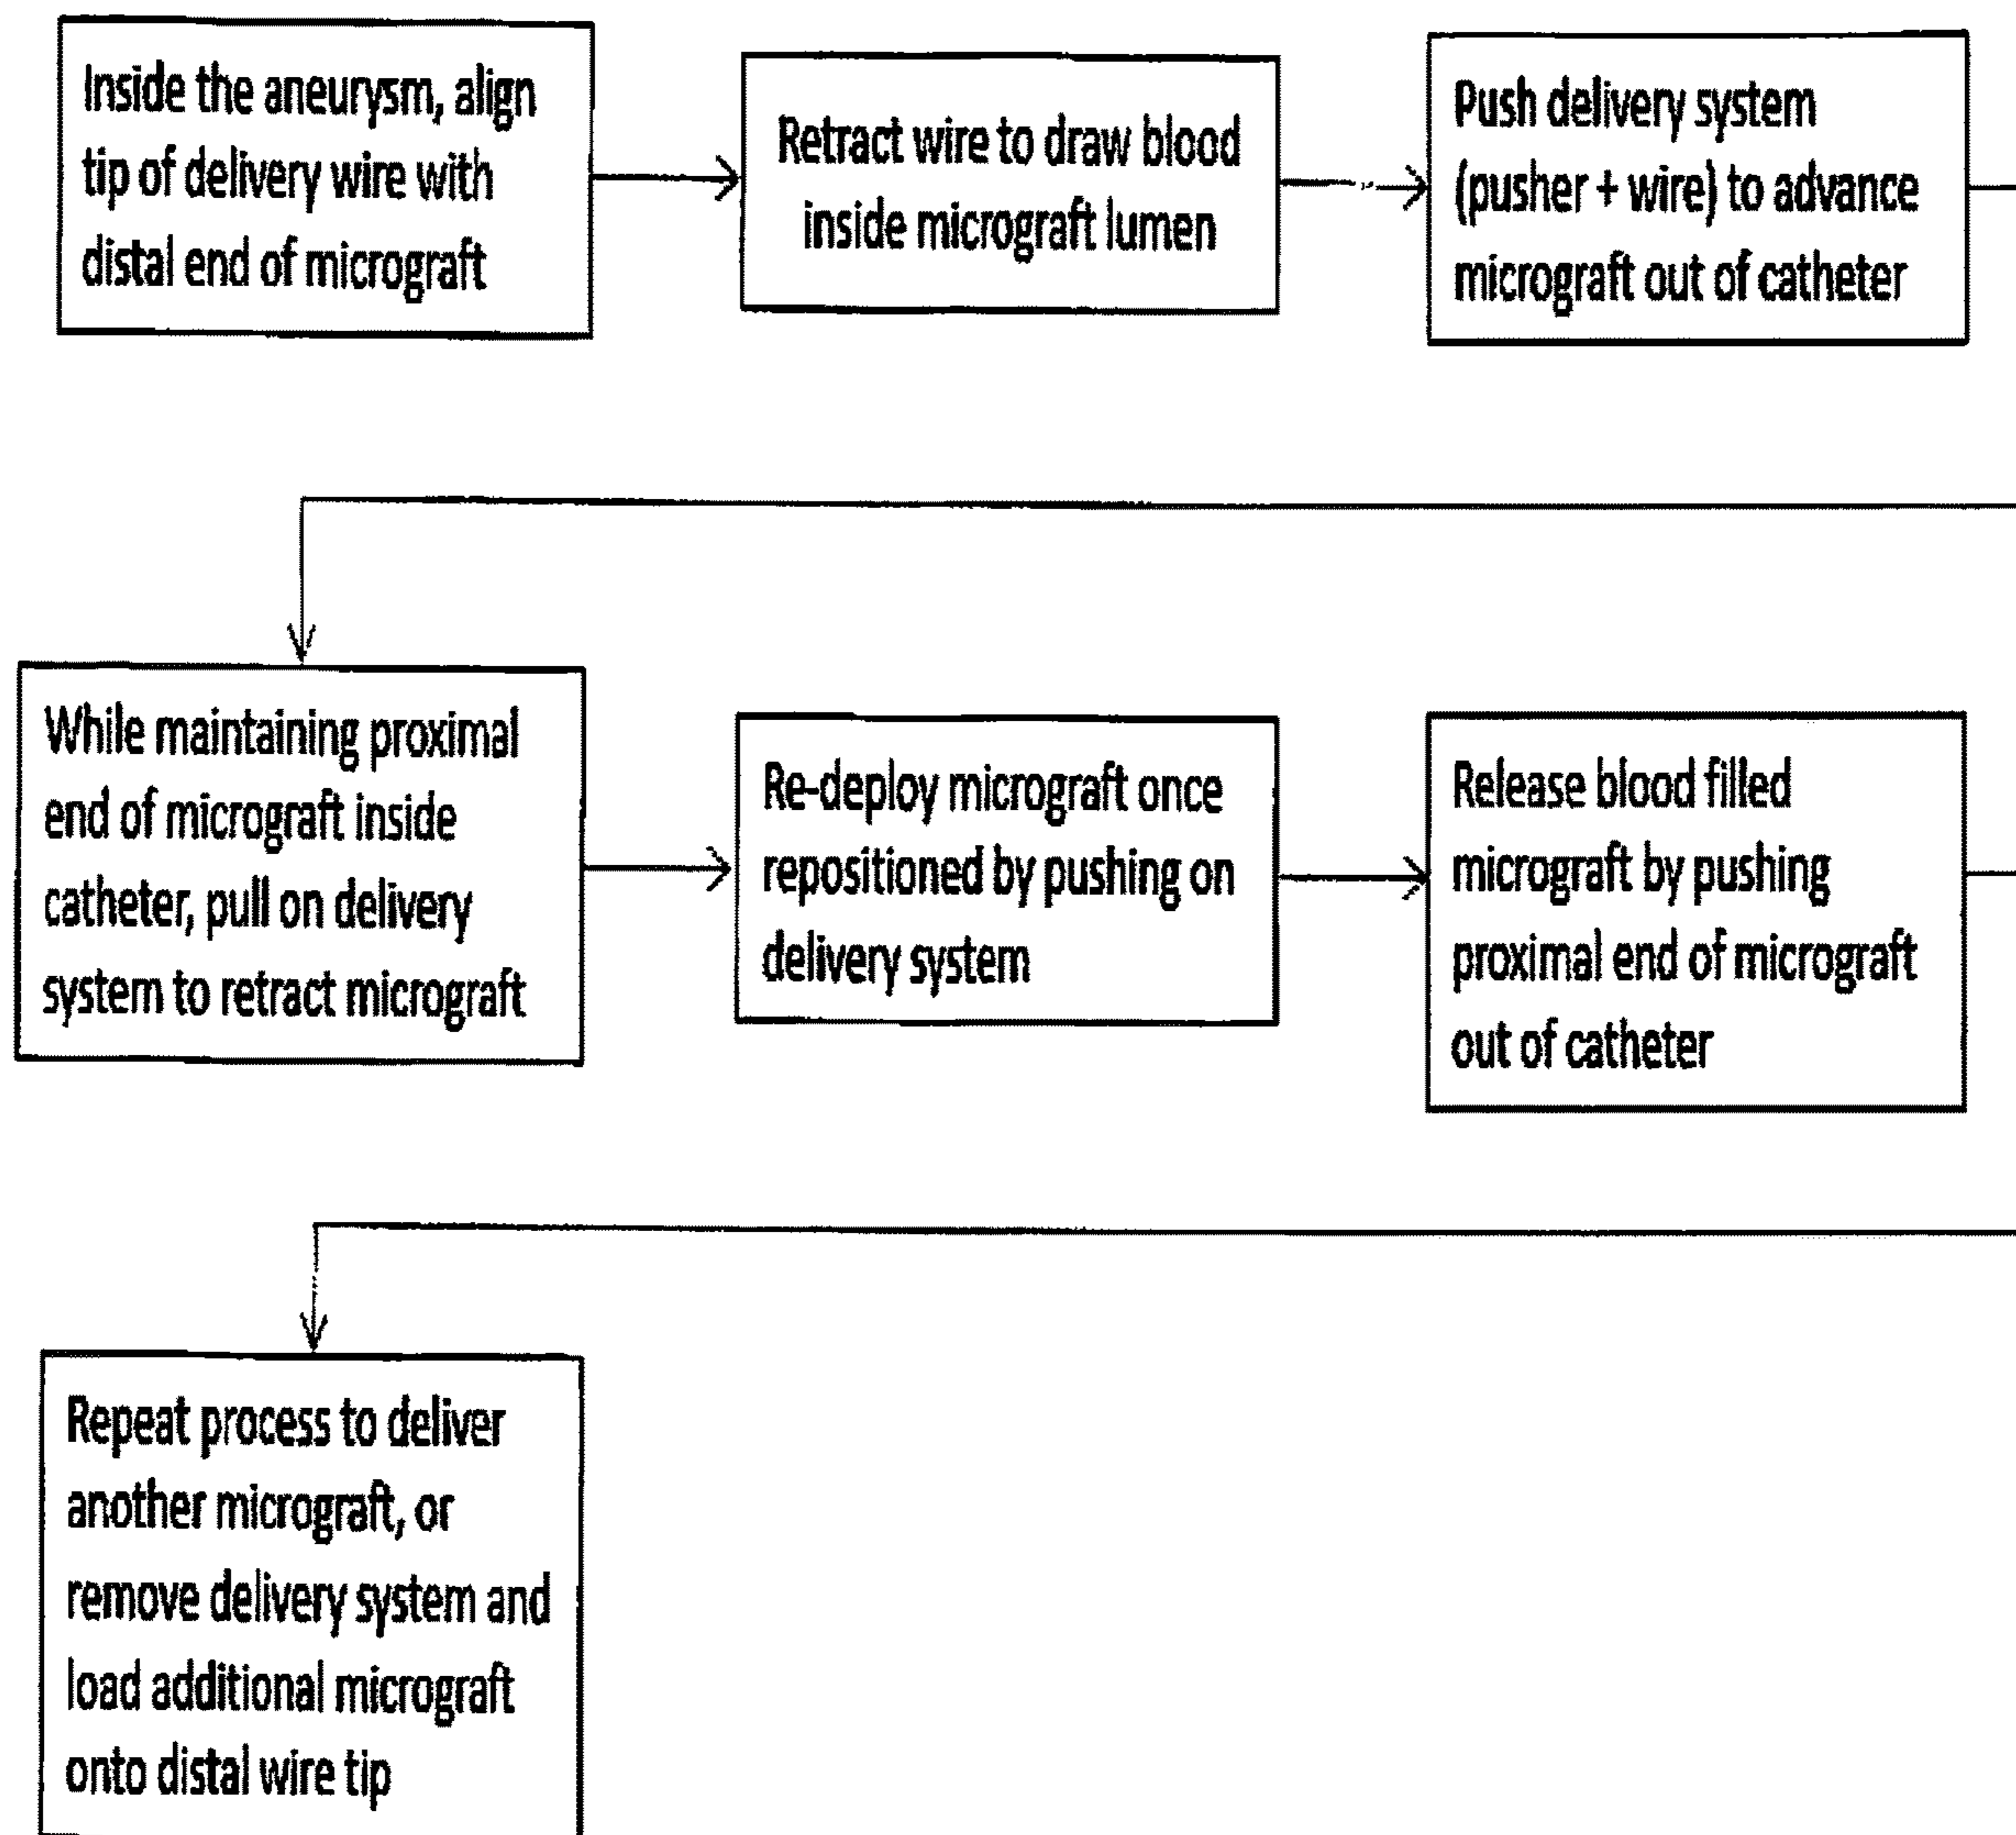 Inside the aneurysm, align
tip of delivery wire with
distal end of micrograft
Retract wire to draw blood
inside micrograft lumen
Push delivery system
(pusher + wire) to advance
micrograft out of catheter
While maintaining proximal
end of micrograft inside
catheter, pull on delivery
system to retract micrograft
Re-deploy micrograft once
repositioned by pushing on
delivery system
Release blood filled
micrograft by pushing
proximal end of micrograft
out of catheter
Repeat process to deliver
another micrograft, or
remove delivery system and
load additional micrograft
onto distal wire tip